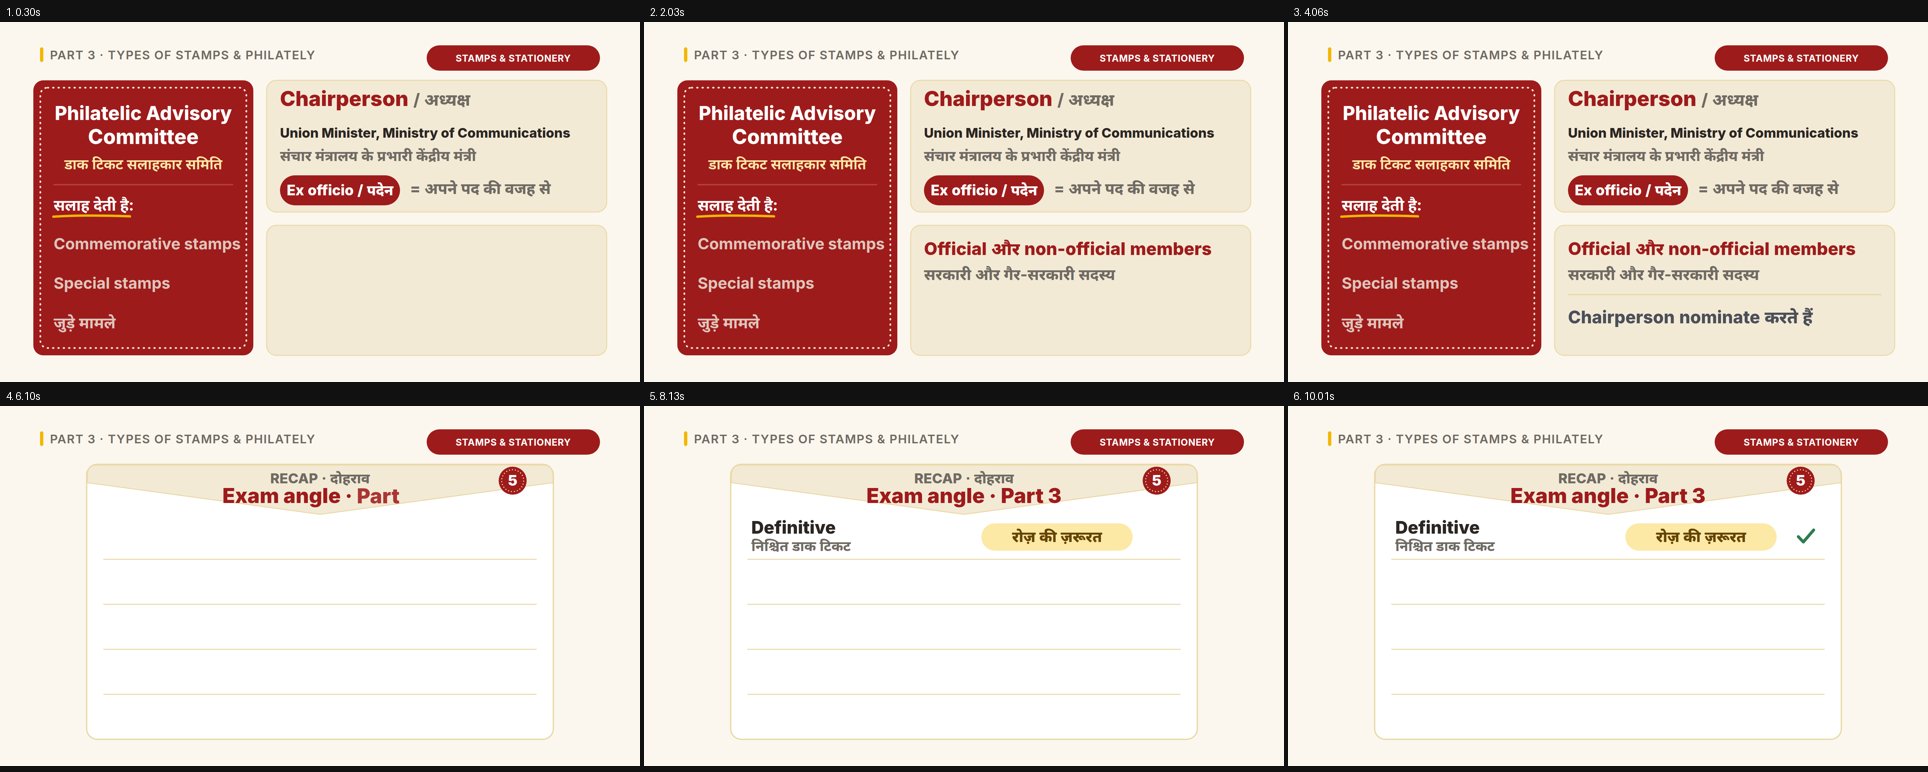 1. 0.30s
PART 3 · TYPES OF STAMPS & PHILATELY
STAMPS & STATIONERY
Philatelic Advisory
Committee
डाक टिकट सलाहकार समिति
सलाह देती है:
Commemorative stamps
Special stamps
जुड़े मामले
Chairperson / अध्यक्ष
Union Minister, Ministry of Communications
संचार मंत्रालय के प्रभारी केंद्रीय मंत्री
Ex officio / पदेन = अपने पद की वजह से
2. 2.03s
PART 3 · TYPES OF STAMPS & PHILATELY
STAMPS & STATIONERY
Philatelic Advisory
Committee
डाक टिकट सलाहकार समिति
सलाह देती है:
Commemorative stamps
Special stamps
जुड़े मामले
Chairperson / अध्यक्ष
Union Minister, Ministry of Communications
संचार मंत्रालय के प्रभारी केंद्रीय मंत्री
Ex officio / पदेन = अपने पद की वजह से
Official और non-official members
सरकारी और गैर-सरकारी सदस्य
3. 4.06s
PART 3 · TYPES OF STAMPS & PHILATELY
STAMPS & STATIONERY
Philatelic Advisory
Committee
डाक टिकट सलाहकार समिति
सलाह देती है:
Commemorative stamps
Special stamps
जुड़े मामले
Chairperson / अध्यक्ष
Union Minister, Ministry of Communications
संचार मंत्रालय के प्रभारी केंद्रीय मंत्री
Ex officio / पदेन = अपने पद की वजह से
Official और non-official members
सरकारी और गैर-सरकारी सदस्य
Chairperson nominate करते हैं
4. 6.10s
PART 3 · TYPES OF STAMPS & PHILATELY
STAMPS & STATIONERY
RECAP · दोहराव
5
Exam angle · Part
5. 8.13s
PART 3 · TYPES OF STAMPS & PHILATELY
STAMPS & STATIONERY
RECAP · दोहराव
5
Exam angle · Part 3
Definitive
निश्चित डाक टिकट
रोज़ की ज़रूरत
6. 10.01s
PART 3 · TYPES OF STAMPS & PHILATELY
STAMPS & STATIONERY
RECAP · दोहराव
5
Exam angle · Part 3
Definitive
निश्चित डाक टिकट
रोज़ की ज़रूरत